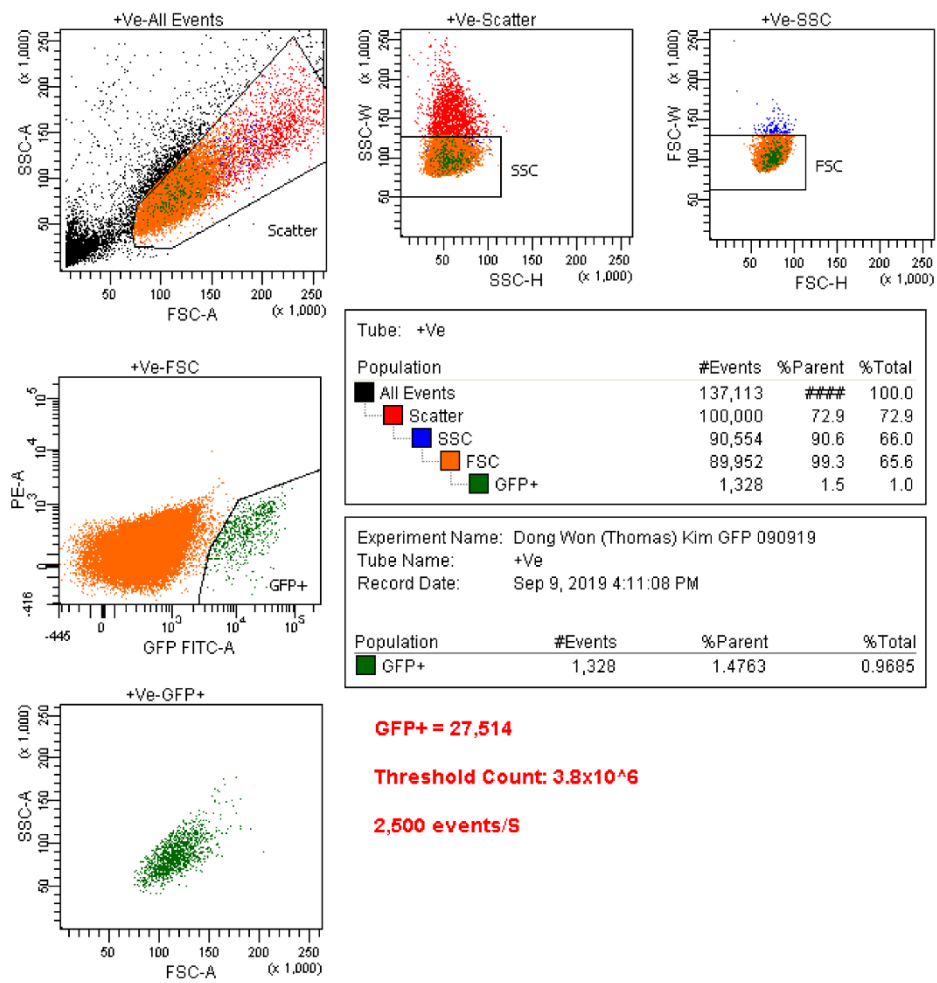 +Ve-All Events
SSC-A
(x 1,000)
50 100 150 200 250
Scatter
50 100 150 200 250
FSC-A
(x 1,000)
+Ve-Scatter
SSC-W
(x 1,000)
50 100 150 200 250
SSC
50 100 150 200 250
SSC-H
(x 1,000)
+Ve-SSC
FSC-W
(x 1,000)
50 100 150 200 250
FSC
50 100 150 200 250
FSC-H
(x 1,000)
+Ve-FSC
PE-A
-416 0 10^3 10^4 10^5
GFP+
-446 0 10^3 10^4 10^5
GFP FITC-A
Tube: +Ve
Population #Events %Parent %Total
All Events 137,113 #### 100.0
Scatter 100,000 72.9 72.9
SSC 90,554 90.6 66.0
FSC 89,952 99.3 65.6
GFP+ 1,328 1.5 1.0
Experiment Name: Dong Won (Thomas) Kim GFP 090919
Tube Name: +Ve
Record Date: Sep 9, 2019 4:11:08 PM
Population #Events %Parent %Total
GFP+ 1,328 1.4763 0.9685
+Ve-GFP+
SSC-A
(x 1,000)
50 100 150 200 250
50 100 150 200 250
FSC-A
(x 1,000)
GFP+ = 27,514
Threshold Count: 3.8x10^6
2,500 events/S